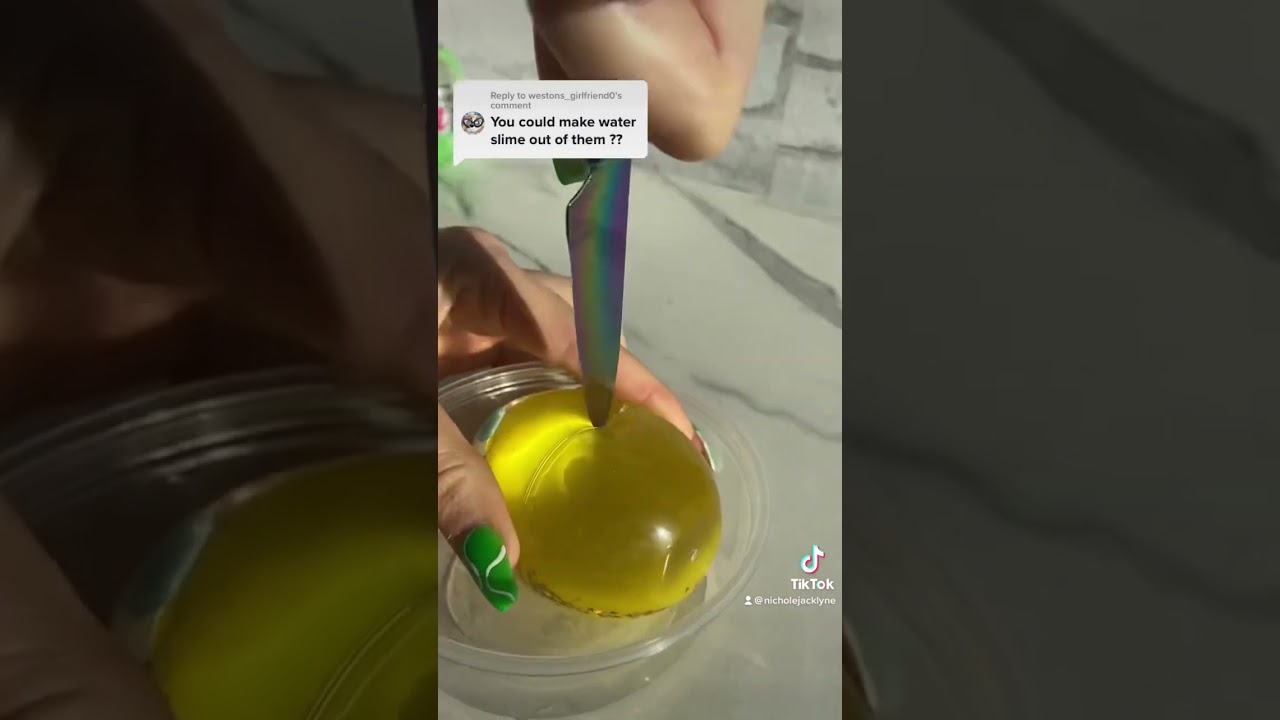 Reply to westons_girlfriend0's
comment
You could make water
slime out of them ??
TikTok
@nicholejacklyne